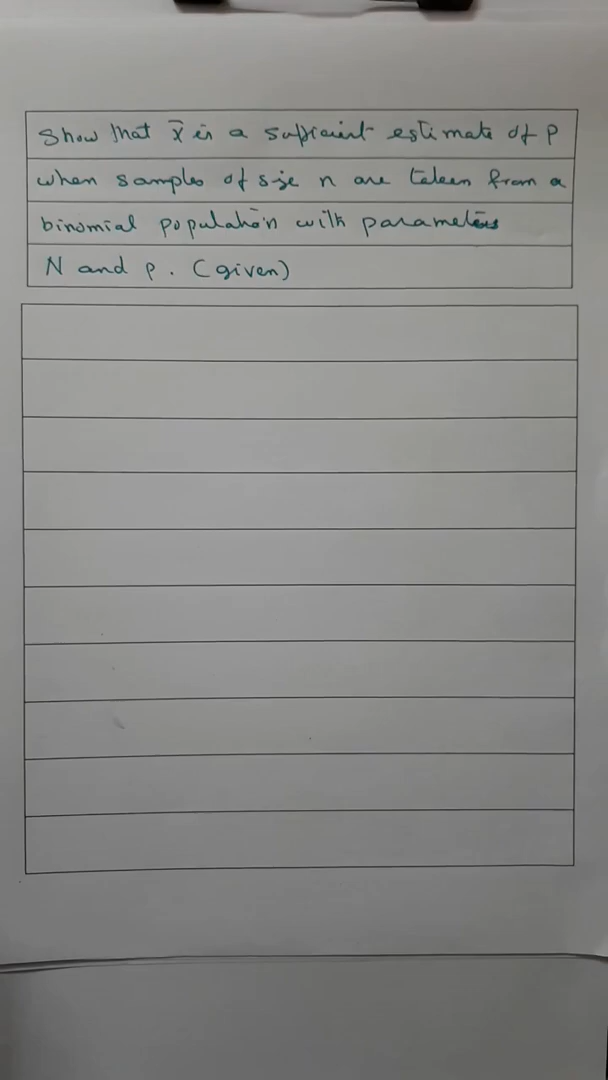 Show that x̄ is a sufficient estimate of p
when samples of size n are taken from a
binomial population with parameters
N and p. (given)